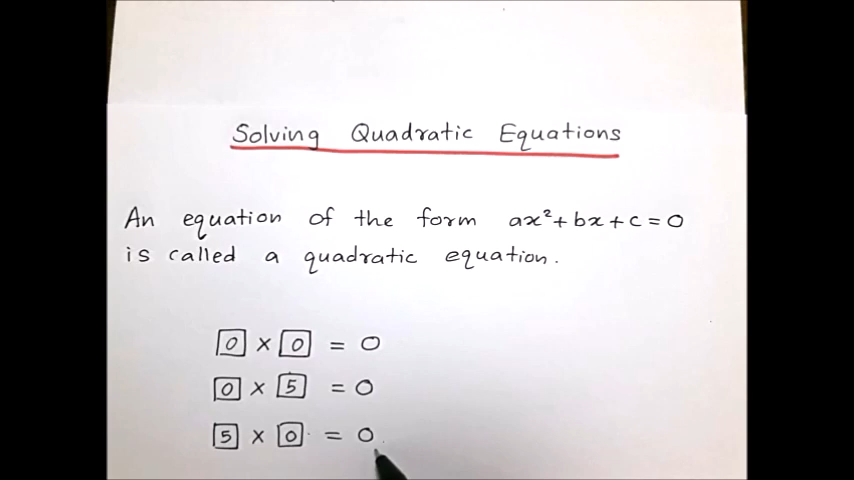 Solving Quadratic Equations
An equation of the form ax²+bx+c=0
is called a quadratic equation.
0 × 0 = 0
0 × 5 = 0
5 × 0 = 0